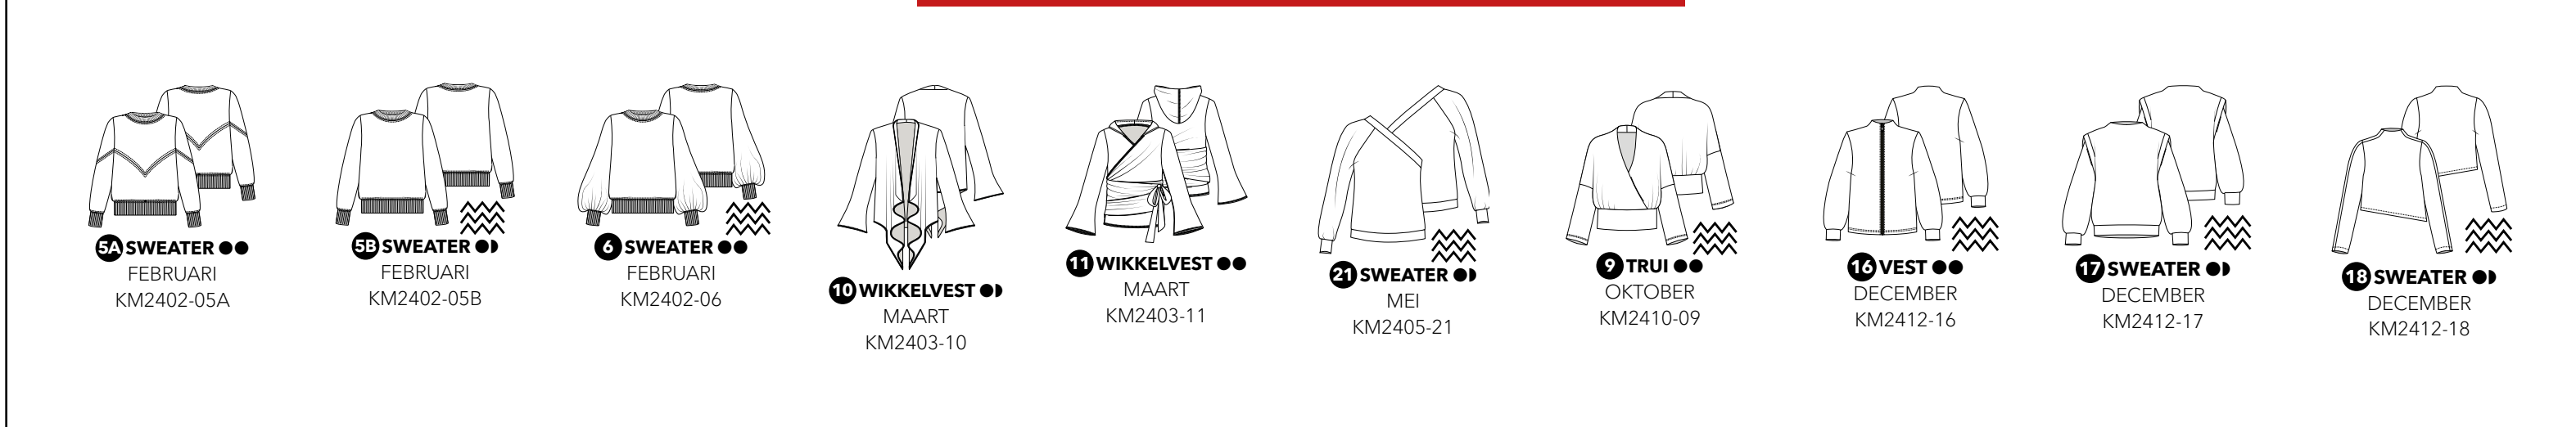 5A SWEATER
FEBRUARI
KM2402-05A
5B SWEATER
FEBRUARI
KM2402-05B
6 SWEATER
FEBRUARI
KM2402-06
10 WIKKELVEST
MAART
KM2403-10
11 WIKKELVEST
MAART
KM2403-11
21 SWEATER
MEI
KM2405-21
9 TRUI
OKTOBER
KM2410-09
16 VEST
DECEMBER
KM2412-16
17 SWEATER
DECEMBER
KM2412-17
18 SWEATER
DECEMBER
KM2412-18